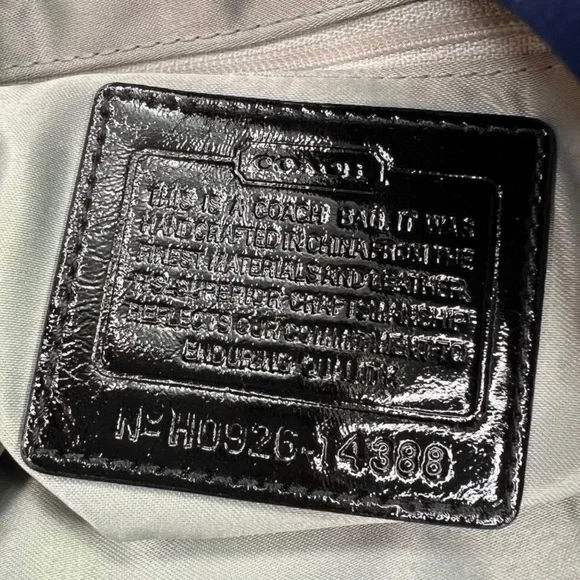 COACH
THIS IS A COACH BAG. IT WAS
HANDCRAFTED IN CHINA FROM THE
FINEST MATERIALS AND LEATHER.
ITS SUPERIOR CRAFTSMANSHIP
REFLECTS OUR COMMITMENT TO
ENDURING QUALITY.
Nº H0926-14388